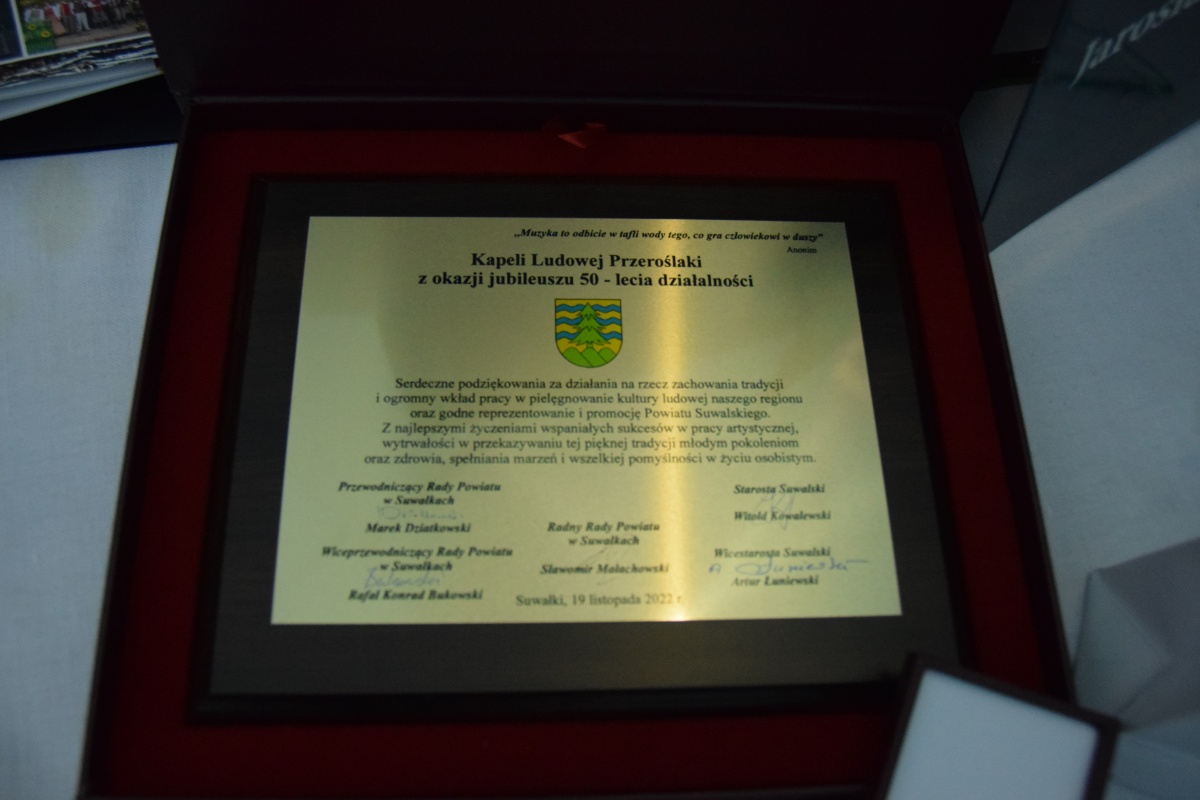 Jarosł
„Muzyka to odbicie w tafli wody tego, co gra człowiekowi w duszy”
Anonim
Kapeli Ludowej Przeroślaki
z okazji jubileuszu 50 - lecia działalności
Serdeczne podziękowania za działania na rzecz zachowania tradycji
i ogromny wkład pracy w pielęgnowanie kultury ludowej naszego regionu
oraz godne reprezentowanie i promocję Powiatu Suwalskiego.
Z najlepszymi życzeniami wspaniałych sukcesów w pracy artystycznej,
wytrwałości w przekazywaniu tej pięknej tradycji młodym pokoleniom
oraz zdrowia, spełniania marzeń i wszelkiej pomyślności w życiu osobistym.
Przewodniczący Rady Powiatu
w Suwałkach
Marek Dziatkowski
Wiceprzewodniczący Rady Powiatu
w Suwałkach
Rafał Konrad Bukowski
Radny Rady Powiatu
w Suwałkach
Sławomir Małachowski
Starosta Suwalski
Witold Kowalewski
Wicestarosta Suwalski
Artur Łuniewski
Suwałki, 19 listopada 2022 r.